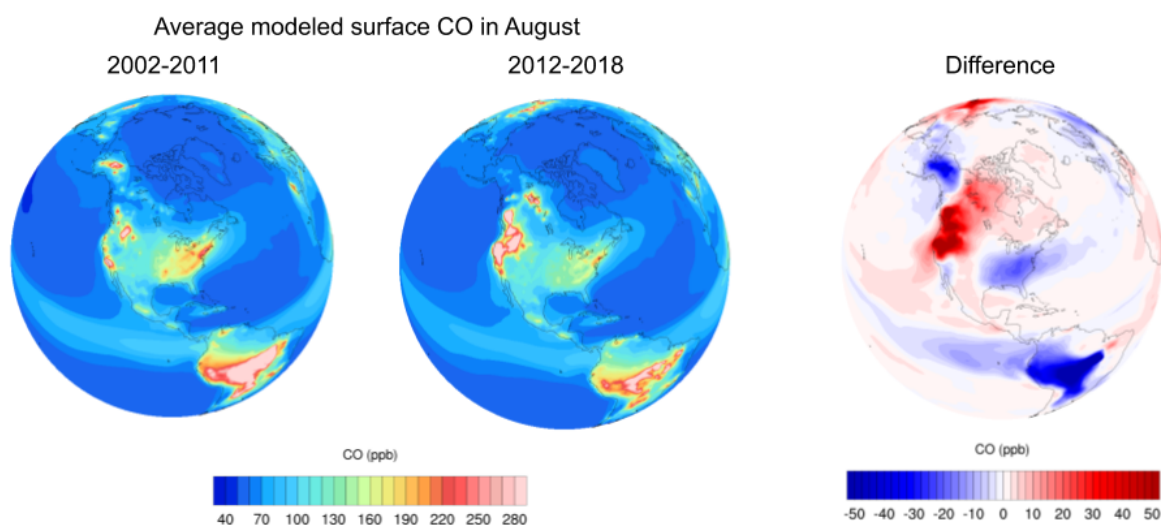 Average modeled surface CO in August
2002-2011
2012-2018
Difference
CO (ppb)
40 70 100 130 160 190 220 250 280
CO (ppb)
-50 -40 -30 -20 -10 0 10 20 30 40 50